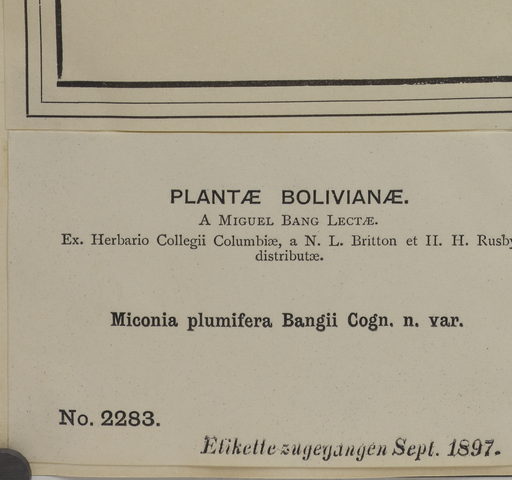 PLANTÆ BOLIVIANÆ.
A MIGUEL BANG LECTÆ.
Ex. Herbario Collegii Columbiæ, a N. L. Britton et H. H. Rusby
distributæ.
Miconia plumifera Bangii Cogn. n. var.
No. 2283.
Etikette zugegangen Sept. 1897.